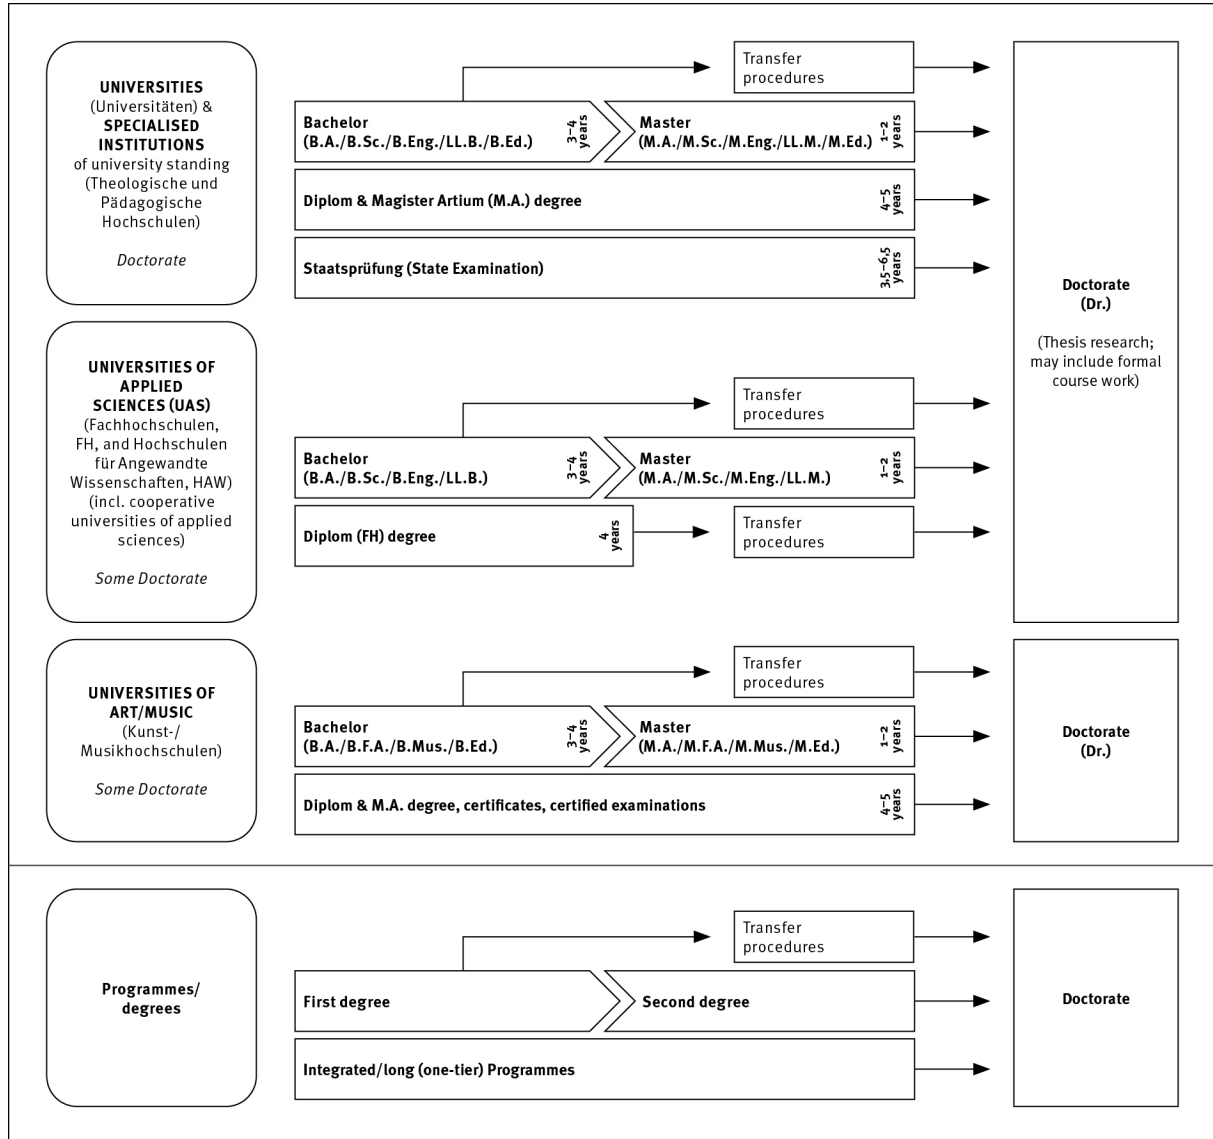 UNIVERSITIES
(Universitäten) &
SPECIALISED
INSTITUTIONS
of university standing
(Theologische und
Pädagogische
Hochschulen)
Doctorate
Transfer
procedures
Bachelor
(B.A./B.Sc./B.Eng./LL.B./B.Ed.)
3–4
years
Master
(M.A./M.Sc./M.Eng./LL.M./M.Ed.)
1–2
years
Diplom & Magister Artium (M.A.) degree
4–5
years
Staatsprüfung (State Examination)
3,5–6,5
years
Doctorate
(Dr.)
(Thesis research;
may include formal
course work)
UNIVERSITIES OF
APPLIED
SCIENCES (UAS)
(Fachhochschulen,
FH, and Hochschulen
für Angewandte
Wissenschaften, HAW)
(incl. cooperative
universities of applied
sciences)
Some Doctorate
Transfer
procedures
Bachelor
(B.A./B.Sc./B.Eng./LL.B.)
3–4
years
Master
(M.A./M.Sc./M.Eng./LL.M.)
1–2
years
Diplom (FH) degree
4
years
Transfer
procedures
UNIVERSITIES OF
ART/MUSIC
(Kunst-/
Musikhochschulen)
Some Doctorate
Transfer
procedures
Bachelor
(B.A./B.F.A./B.Mus./B.Ed.)
3–4
years
Master
(M.A./M.F.A./M.Mus./M.Ed.)
1–2
years
Diplom & M.A. degree, certificates, certified examinations
4–5
years
Doctorate
(Dr.)
Programmes/
degrees
Transfer
procedures
First degree
Second degree
Integrated/long (one-tier) Programmes
Doctorate